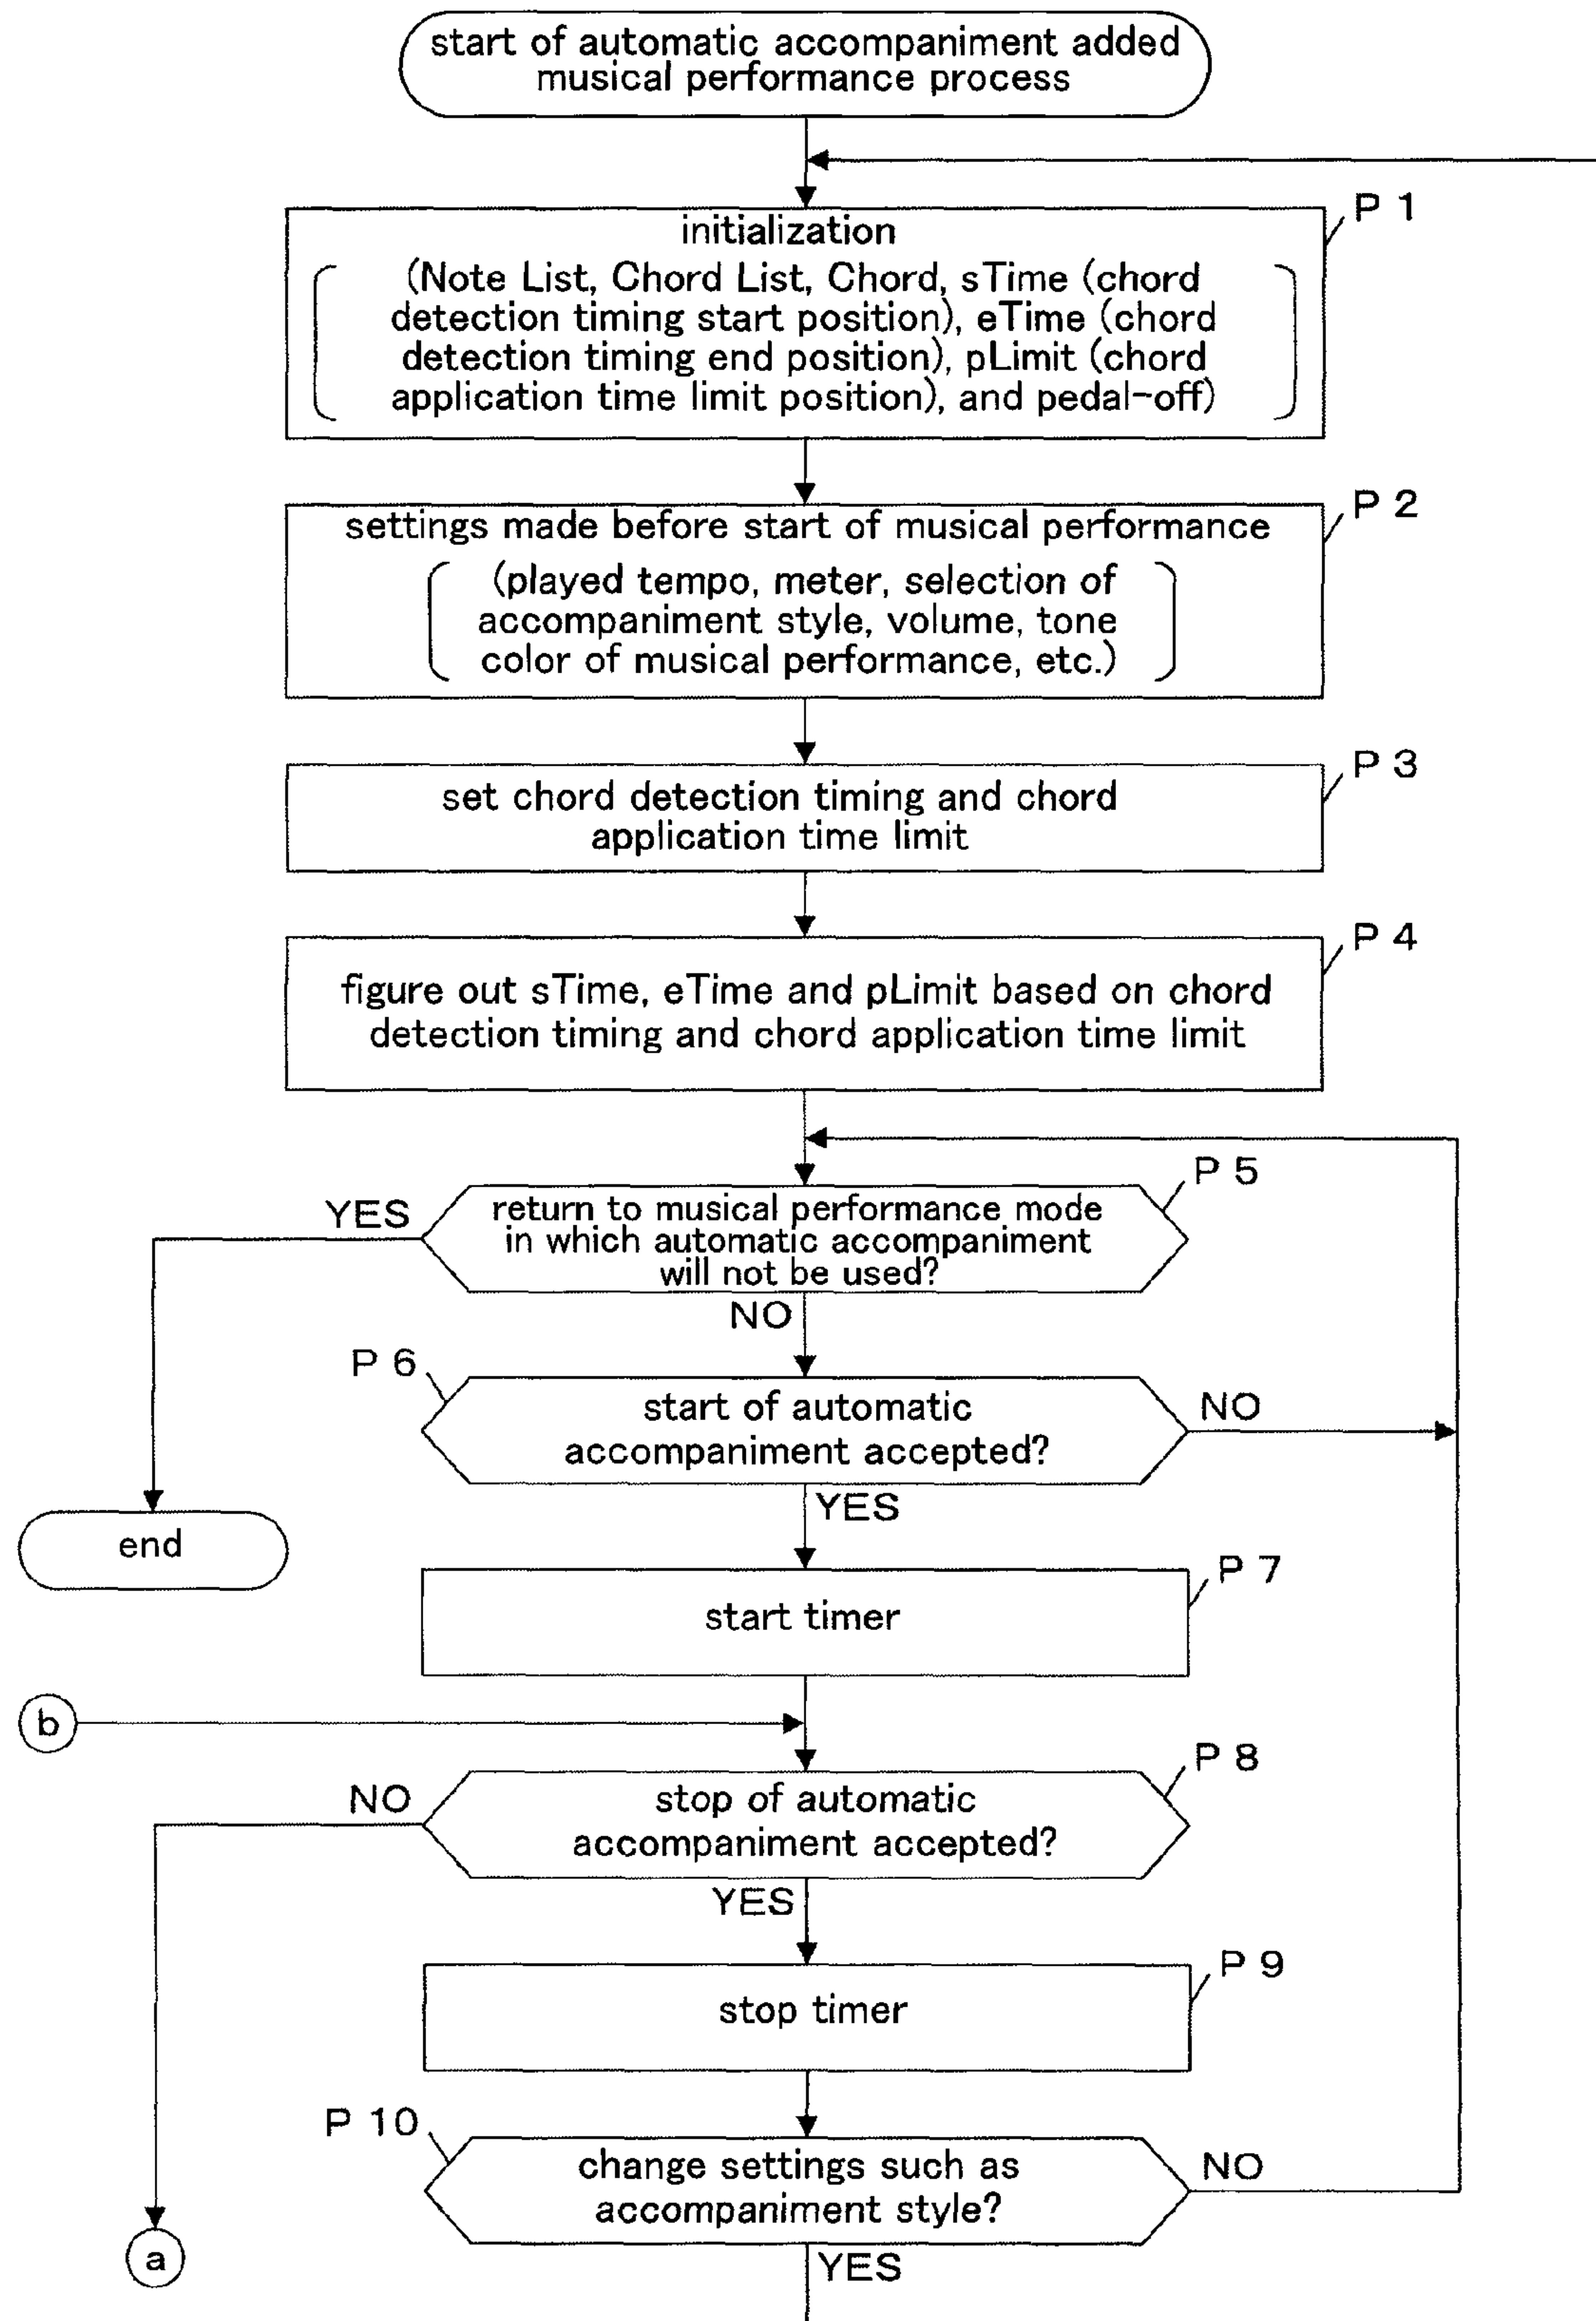 start of automatic accompaniment added
musical performance process
P 1
initialization
(Note List, Chord List, Chord, sTime (chord
detection timing start position), eTime (chord
detection timing end position), pLimit (chord
application time limit position), and pedal-off)
P 2
settings made before start of musical performance
(played tempo, meter, selection of
accompaniment style, volume, tone
color of musical performance, etc.)
P 3
set chord detection timing and chord
application time limit
P 4
figure out sTime, eTime and pLimit based on chord
detection timing and chord application time limit
P 5
YES
return to musical performance mode
in which automatic accompaniment
will not be used?
NO
P 6
start of automatic
accompaniment accepted?
NO
YES
end
P 7
start timer
b
P 8
NO
stop of automatic
accompaniment accepted?
YES
P 9
stop timer
P 10
change settings such as
accompaniment style?
NO
a
YES